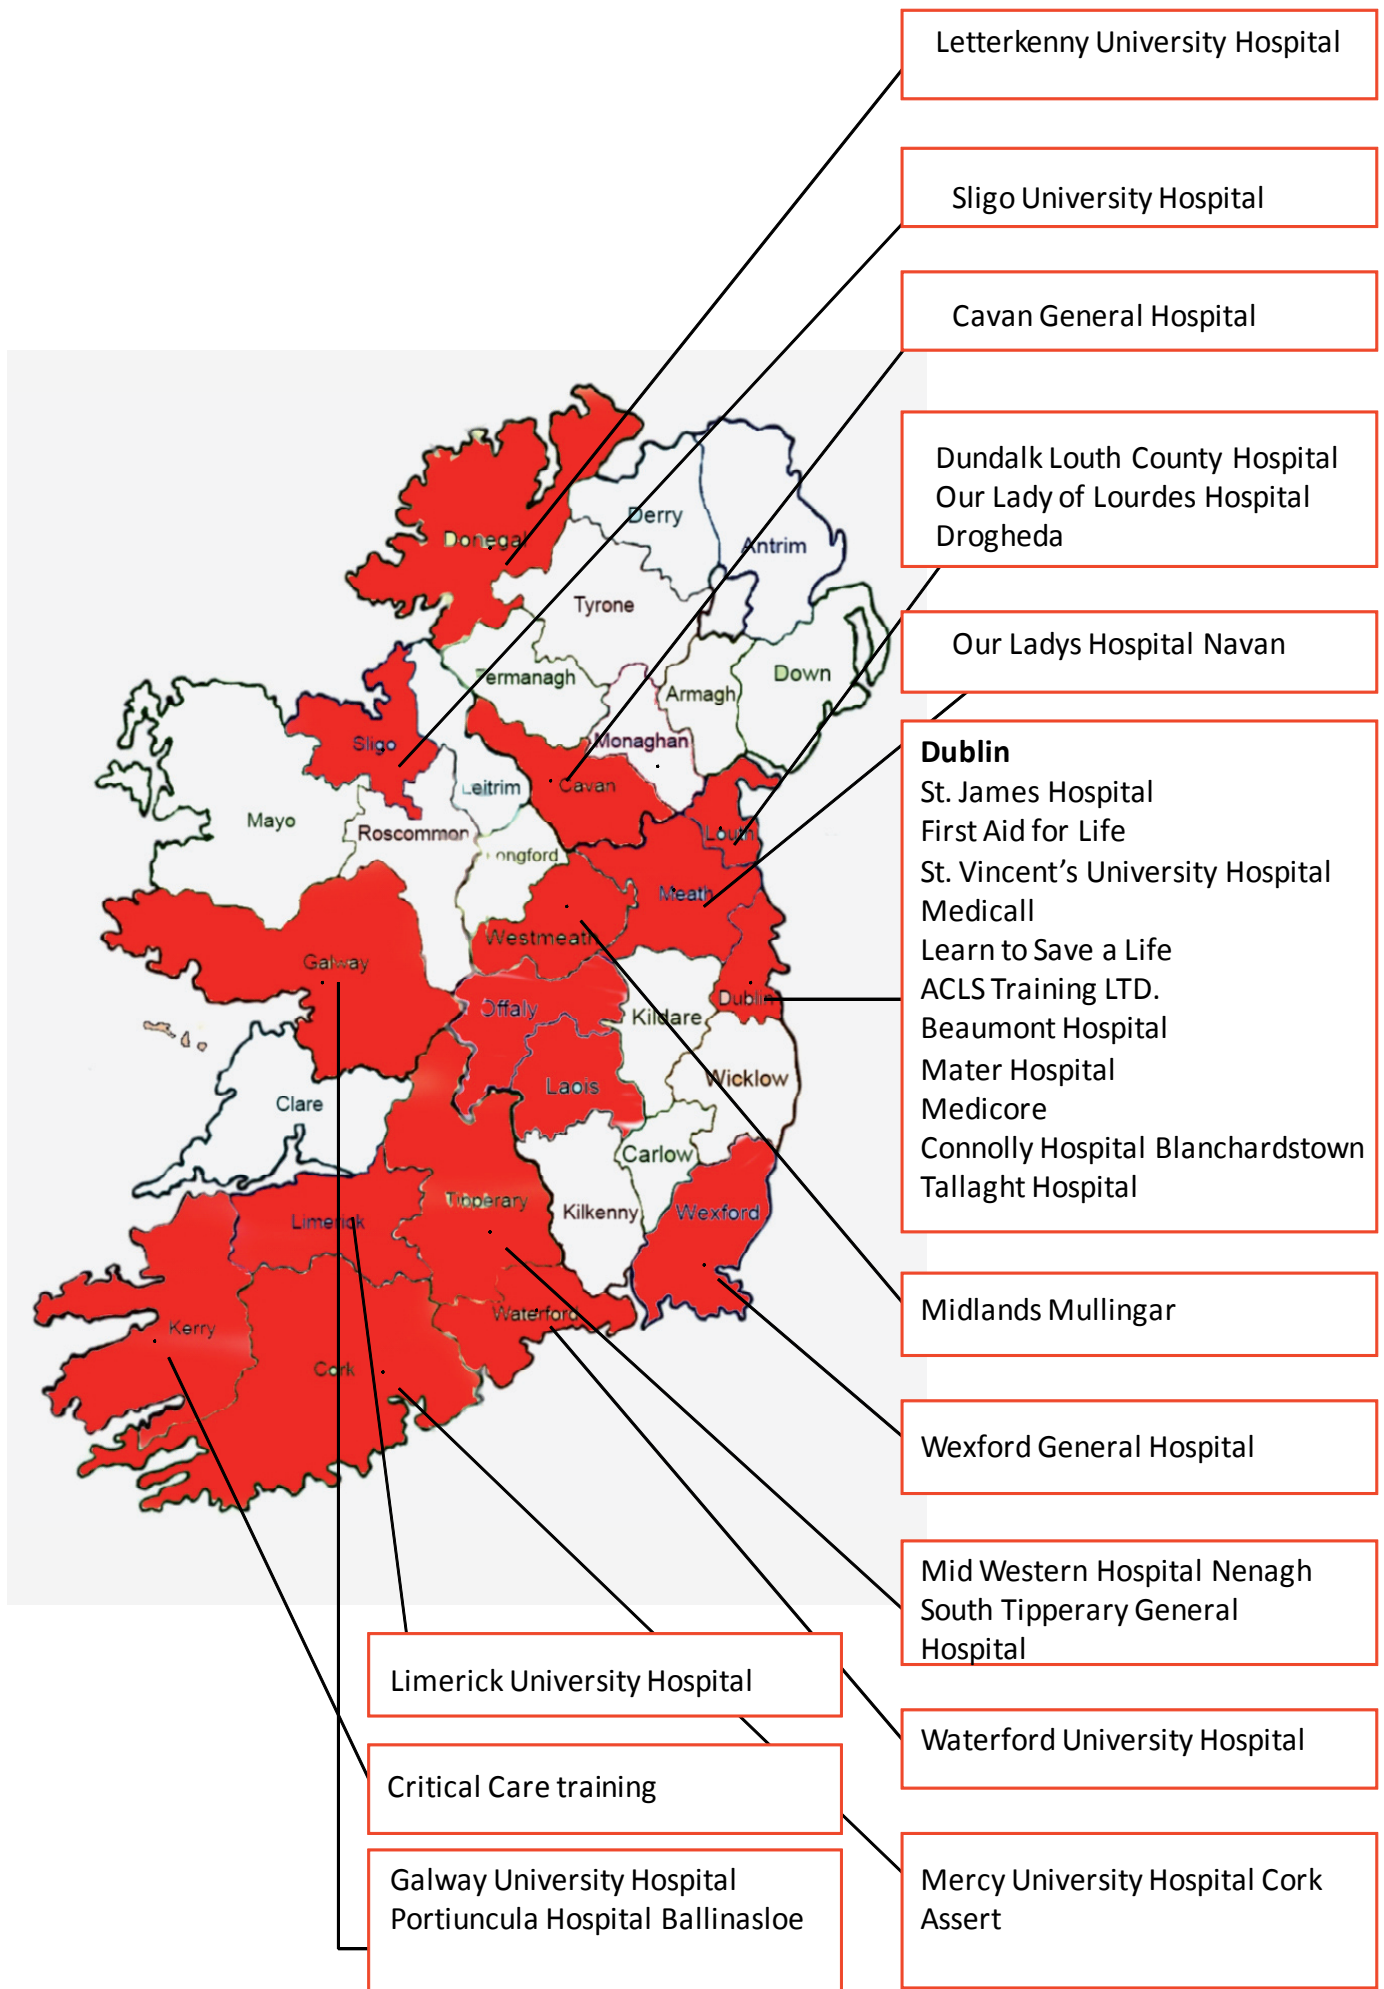 Letterkenny University Hospital
Sligo University Hospital
Cavan General Hospital
Dundalk Louth County Hospital
Our Lady of Lourdes Hospital
Drogheda
Our Ladys Hospital Navan
Dublin
St. James Hospital
First Aid for Life
St. Vincent's University Hospital
Medicall
Learn to Save a Life
ACLS Training LTD.
Beaumont Hospital
Mater Hospital
Medicore
Connolly Hospital Blanchardstown
Tallaght Hospital
Midlands Mullingar
Wexford General Hospital
Mid Western Hospital Nenagh
South Tipperary General
Hospital
Waterford University Hospital
Mercy University Hospital Cork
Assert
Limerick University Hospital
Critical Care training
Galway University Hospital
Portiuncula Hospital Ballinasloe
Donegal
Derry
Antrim
Tyrone
Fermanagh
Armagh
Down
Monaghan
Sligo
Leitrim
Cavan
Mayo
Roscommon
Longford
Louth
Meath
Westmeath
Galway
Offaly
Kildare
Dublin
Laois
Wicklow
Clare
Carlow
Tipperary
Kilkenny
Wexford
Limerick
Waterford
Kerry
Cork